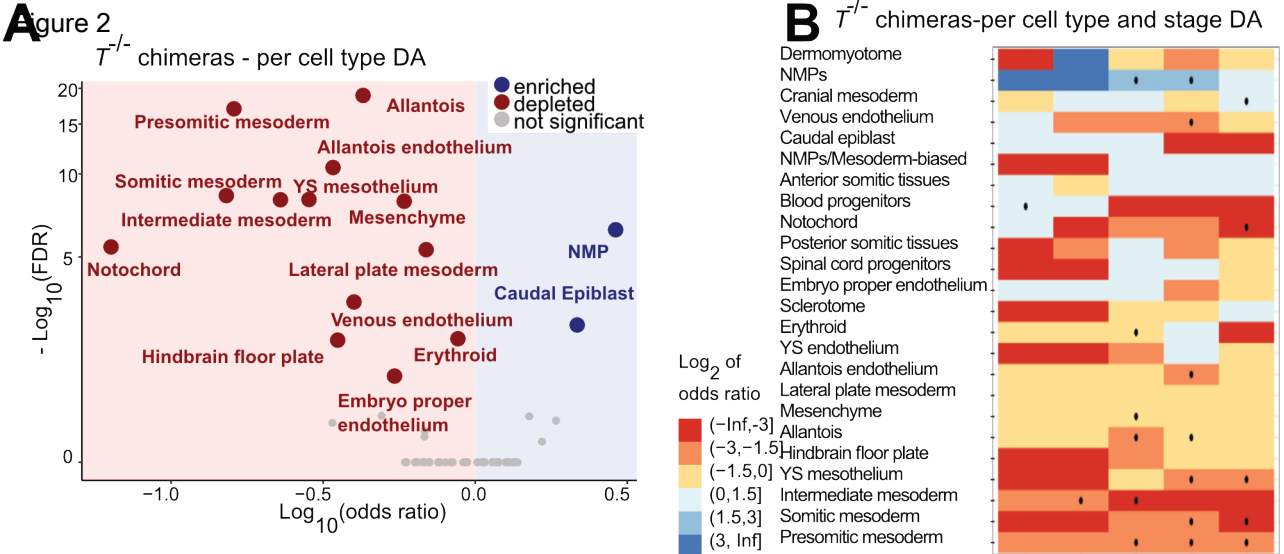 A
Figure 2
T-/- chimeras - per cell type DA
enriched
depleted
not significant
20
15
10
5
0
- Log10(FDR)
Allantois
Presomitic mesoderm
Allantois endothelium
Somitic mesoderm
YS mesothelium
Intermediate mesoderm
Mesenchyme
NMP
Notochord
Lateral plate mesoderm
Caudal Epiblast
Venous endothelium
Hindbrain floor plate
Erythroid
Embryo proper
endothelium
−1.0
−0.5
0.0
0.5
Log10(odds ratio)
B
T-/- chimeras-per cell type and stage DA
Dermomyotome
NMPs
Cranial mesoderm
Venous endothelium
Caudal epiblast
NMPs/Mesoderm-biased
Anterior somitic tissues
Blood progenitors
Notochord
Posterior somitic tissues
Spinal cord progenitors
Embryo proper endothelium
Sclerotome
Erythroid
YS endothelium
Allantois endothelium
Lateral plate mesoderm
Mesenchyme
Allantois
Hindbrain floor plate
YS mesothelium
Intermediate mesoderm
Somitic mesoderm
Presomitic mesoderm
Log2 of
odds ratio
(−Inf,-3]
(−3,−1.5]
(−1.5,0]
(0,1.5]
(1.5,3]
(3, Inf]